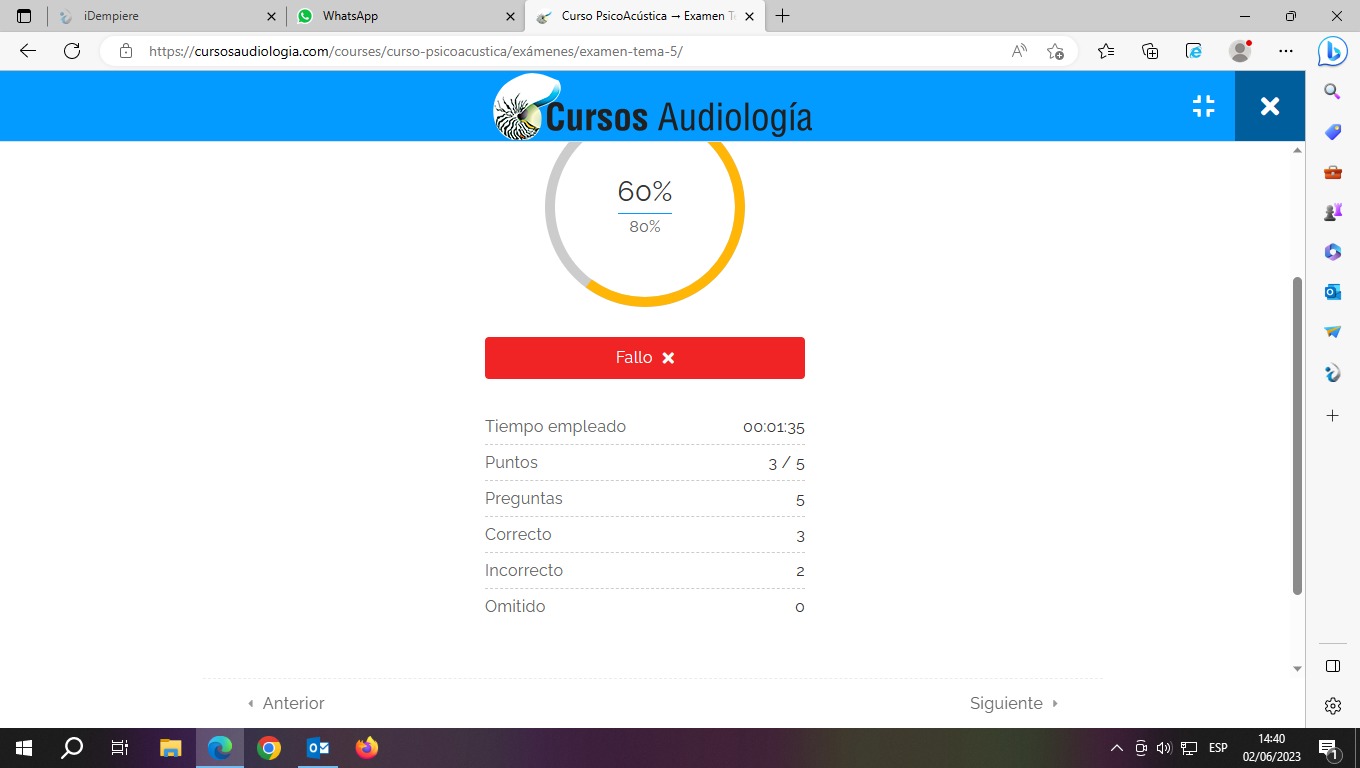 iDempiere
WhatsApp
Curso PsicoAcústica → Examen T
https://cursosaudiologia.com/courses/curso-psicoacustica/exámenes/examen-tema-5/
Cursos Audiología
60%
80%
Fallo
Tiempo empleado 00:01:35
Puntos 3 / 5
Preguntas 5
Correcto 3
Incorrecto 2
Omitido 0
Anterior Siguiente
ESP
14:40
02/06/2023
1